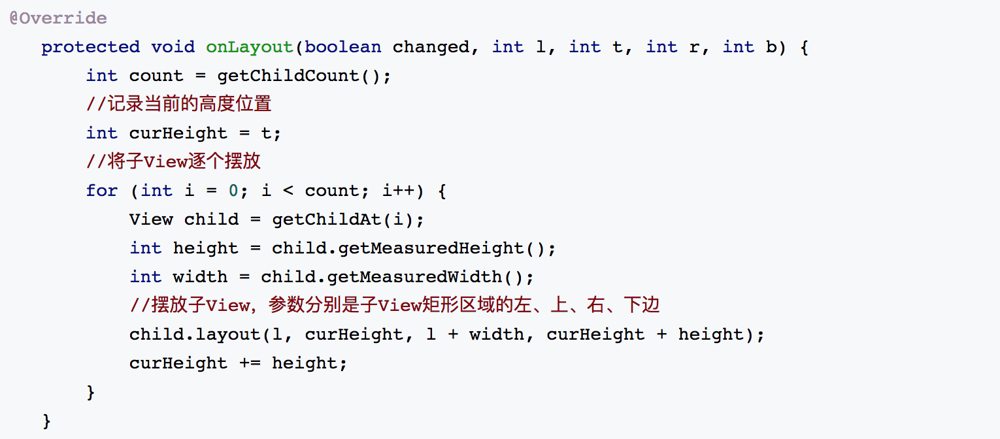 @Override
   protected void onLayout(boolean changed, int l, int t, int r, int b) {
       int count = getChildCount();
       //记录当前的高度位置
       int curHeight = t;
       //将子View逐个摆放
       for (int i = 0; i < count; i++) {
           View child = getChildAt(i);
           int height = child.getMeasuredHeight();
           int width = child.getMeasuredWidth();
           //摆放子View，参数分别是子View矩形区域的左、上、右、下边
           child.layout(l, curHeight, l + width, curHeight + height);
           curHeight += height;
       }
   }